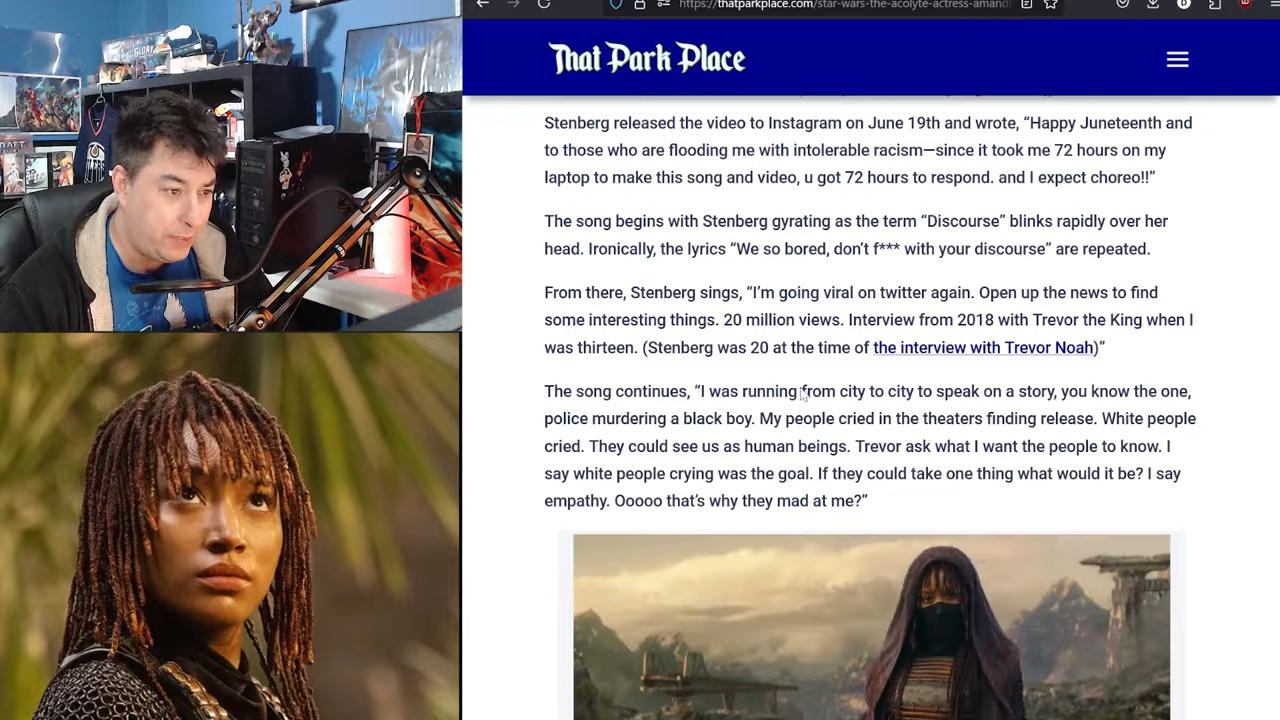 https://thatparkplace.com/star-wars-the-acolyte-actress-amandl
That Park Place
Stenberg released the video to Instagram on June 19th and wrote, “Happy Juneteenth and
to those who are flooding me with intolerable racism—since it took me 72 hours on my
laptop to make this song and video, u got 72 hours to respond. and I expect choreo!!”
The song begins with Stenberg gyrating as the term “Discourse” blinks rapidly over her
head. Ironically, the lyrics “We so bored, don’t f*** with your discourse” are repeated.
From there, Stenberg sings, “I’m going viral on twitter again. Open up the news to find
some interesting things. 20 million views. Interview from 2018 with Trevor the King when I
was thirteen. (Stenberg was 20 at the time of the interview with Trevor Noah)”
The song continues, “I was running from city to city to speak on a story, you know the one,
police murdering a black boy. My people cried in the theaters finding release. White people
cried. They could see us as human beings. Trevor ask what I want the people to know. I
say white people crying was the goal. If they could take one thing what would it be? I say
empathy. Ooooo that’s why they mad at me?”